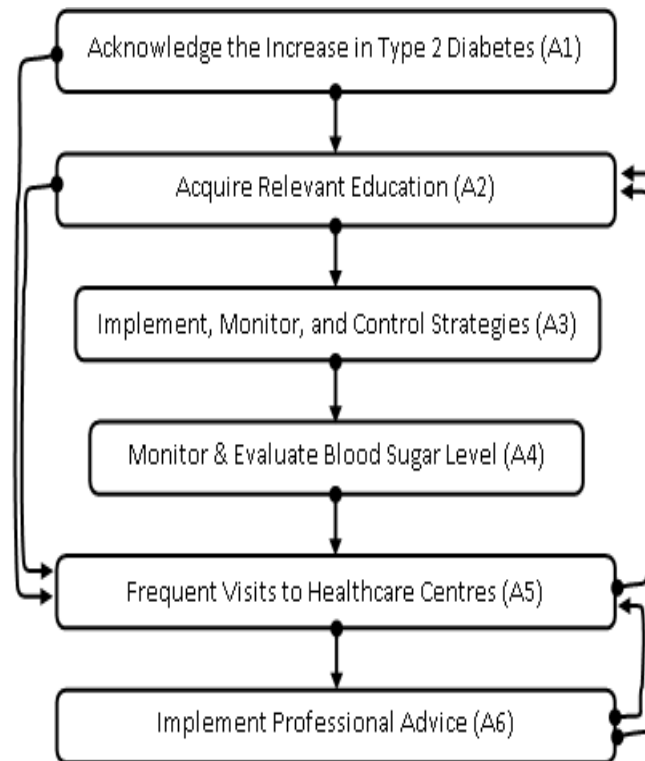 Acknowledge the Increase in Type 2 Diabetes (A1)
Acquire Relevant Education (A2)
Implement, Monitor, and Control Strategies (A3)
Monitor & Evaluate Blood Sugar Level (A4)
Frequent Visits to Healthcare Centres (A5)
Implement Professional Advice (A6)